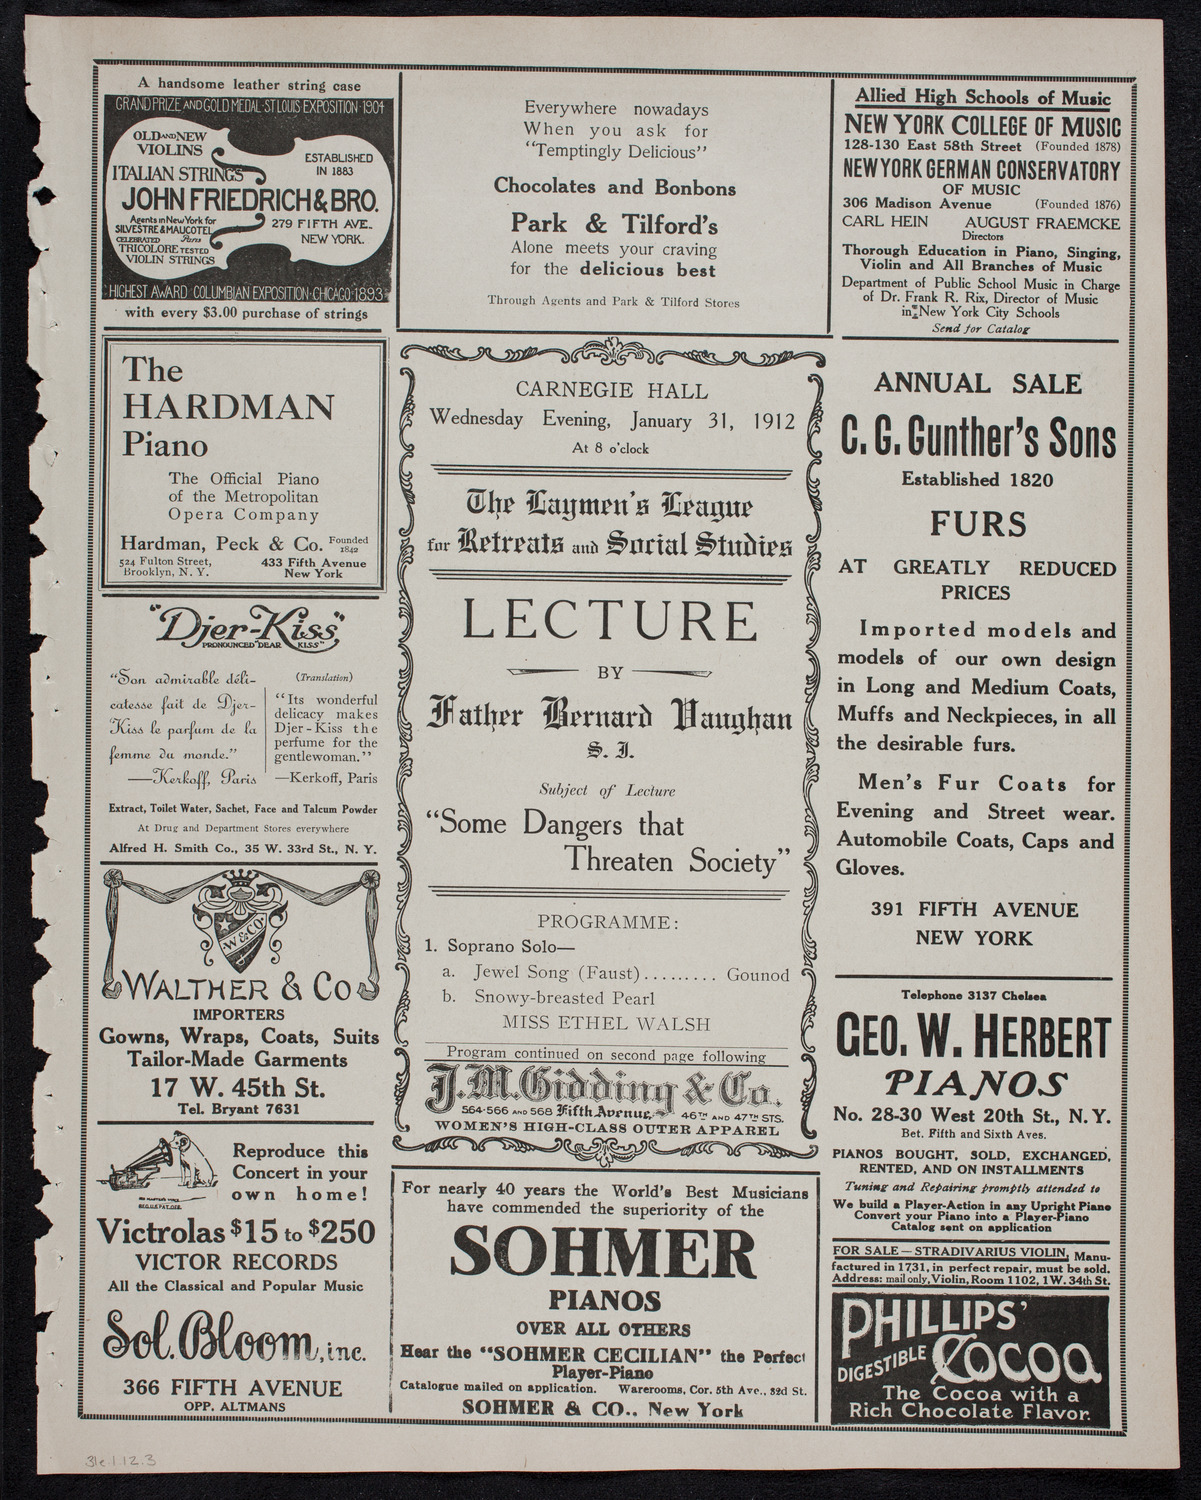 A handsome leather string case
GRAND PRIZE AND GOLD MEDAL·ST LOUIS EXPOSITION·1904
OLD AND NEW
VIOLINS
ITALIAN STRINGS
ESTABLISHED
IN 1883
JOHN FRIEDRICH & BRO.
Agents in New York for
SILVESTRE & MAUCOTEL
CELEBRATED Paris
TRICOLORE TESTED
VIOLIN STRINGS
279 FIFTH AVE.
NEW YORK.
HIGHEST AWARD·COLUMBIAN EXPOSITION·CHICAGO·1893
with every $3.00 purchase of strings
The
HARDMAN
Piano
The Official Piano
of the Metropolitan
Opera Company
Hardman, Peck & Co. Founded 1842
524 Fulton Street,
Brooklyn, N. Y.
433 Fifth Avenue
New York
"Djer-Kiss"
PRONOUNCED "DEAR KISS"
"Son admirable déli-
catesse fait de Djer-
Kiss le parfum de la
femme du monde."
—Kerkoff, Paris
(Translation)
"Its wonderful
delicacy makes
Djer-Kiss the
perfume for the
gentlewoman."
—Kerkoff, Paris
Extract, Toilet Water, Sachet, Face and Talcum Powder
At Drug and Department Stores everywhere
Alfred H. Smith Co., 35 W. 33rd St., N. Y.
W & CO.
WALTHER & CO
IMPORTERS
Gowns, Wraps, Coats, Suits
Tailor-Made Garments
17 W. 45th St.
Tel. Bryant 7631
Reproduce this
Concert in your
own home!
Victrolas $15 to $250
VICTOR RECORDS
All the Classical and Popular Music
Sol. Bloom, inc.
366 FIFTH AVENUE
OPP. ALTMANS
Everywhere nowadays
When you ask for
"Temptingly Delicious"
Chocolates and Bonbons
Park & Tilford's
Alone meets your craving
for the delicious best
Through Agents and Park & Tilford Stores
CARNEGIE HALL
Wednesday Evening, January 31, 1912
At 8 o'clock
The Laymen's League
for Retreats and Social Studies
LECTURE
BY
Father Bernard Vaughan
S. J.
Subject of Lecture
"Some Dangers that
Threaten Society"
PROGRAMME:
1. Soprano Solo—
a. Jewel Song (Faust)......... Gounod
b. Snowy-breasted Pearl
MISS ETHEL WALSH
Program continued on second page following
J. M. Gidding & Co.
564-566 AND 568 Fifth Avenue, 46TH AND 47TH STS.
WOMEN'S HIGH-CLASS OUTER APPAREL
For nearly 40 years the World's Best Musicians
have commended the superiority of the
SOHMER
PIANOS
OVER ALL OTHERS
Hear the "SOHMER CECILIAN" the Perfect
Player-Piano
Catalogue mailed on application. Warerooms, Cor. 5th Ave., 32d St.
SOHMER & CO., New York
Allied High Schools of Music
NEW YORK COLLEGE OF MUSIC
128-130 East 58th Street (Founded 1878)
NEW YORK GERMAN CONSERVATORY
OF MUSIC
306 Madison Avenue (Founded 1876)
CARL HEIN AUGUST FRAEMCKE
Directors
Thorough Education in Piano, Singing,
Violin and All Branches of Music
Department of Public School Music in Charge
of Dr. Frank R. Rix, Director of Music
in New York City Schools
Send for Catalog
ANNUAL SALE
C. G. Gunther's Sons
Established 1820
FURS
AT GREATLY REDUCED
PRICES
Imported models and
models of our own design
in Long and Medium Coats,
Muffs and Neckpieces, in all
the desirable furs.
Men's Fur Coats for
Evening and Street wear.
Automobile Coats, Caps and
Gloves.
391 FIFTH AVENUE
NEW YORK
Telephone 3137 Chelsea
GEO. W. HERBERT
PIANOS
No. 28-30 West 20th St., N. Y.
Bet. Fifth and Sixth Aves.
PIANOS BOUGHT, SOLD, EXCHANGED,
RENTED, AND ON INSTALLMENTS
Tuning and Repairing promptly attended to
We build a Player-Action in any Upright Piano
Convert your Piano into a Player-Piano
Catalog sent on application
FOR SALE—STRADIVARIUS VIOLIN, Manu-
factured in 1731, in perfect repair, must be sold.
Address: mail only, Violin, Room 1102, 1 W. 34th St.
PHILLIPS'
DIGESTIBLE COCOA
The Cocoa with a
Rich Chocolate Flavor.
31e.1.12.3